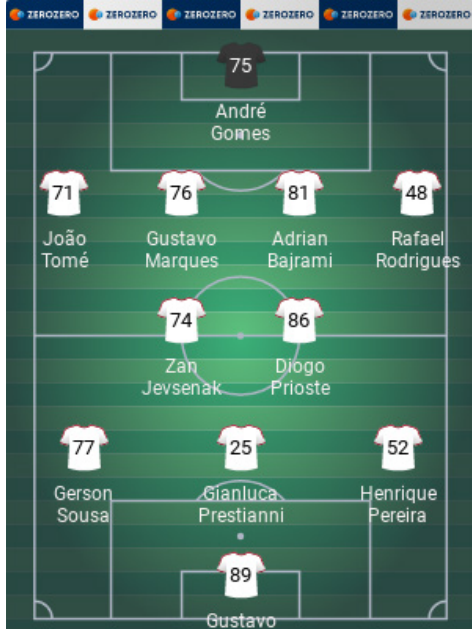 ZEROZERO ZEROZERO ZEROZERO ZEROZERO ZEROZERO ZEROZERO
75
André
Gomes
71 76 81 48
João Gustavo Adrian Rafael
Tomé Marques Bajrami Rodrigues
74 86
Zan Diogo
Jevsenak Prioste
77 25 52
Gerson Gianluca Henrique
Sousa Prestianni Pereira
89
Gustavo